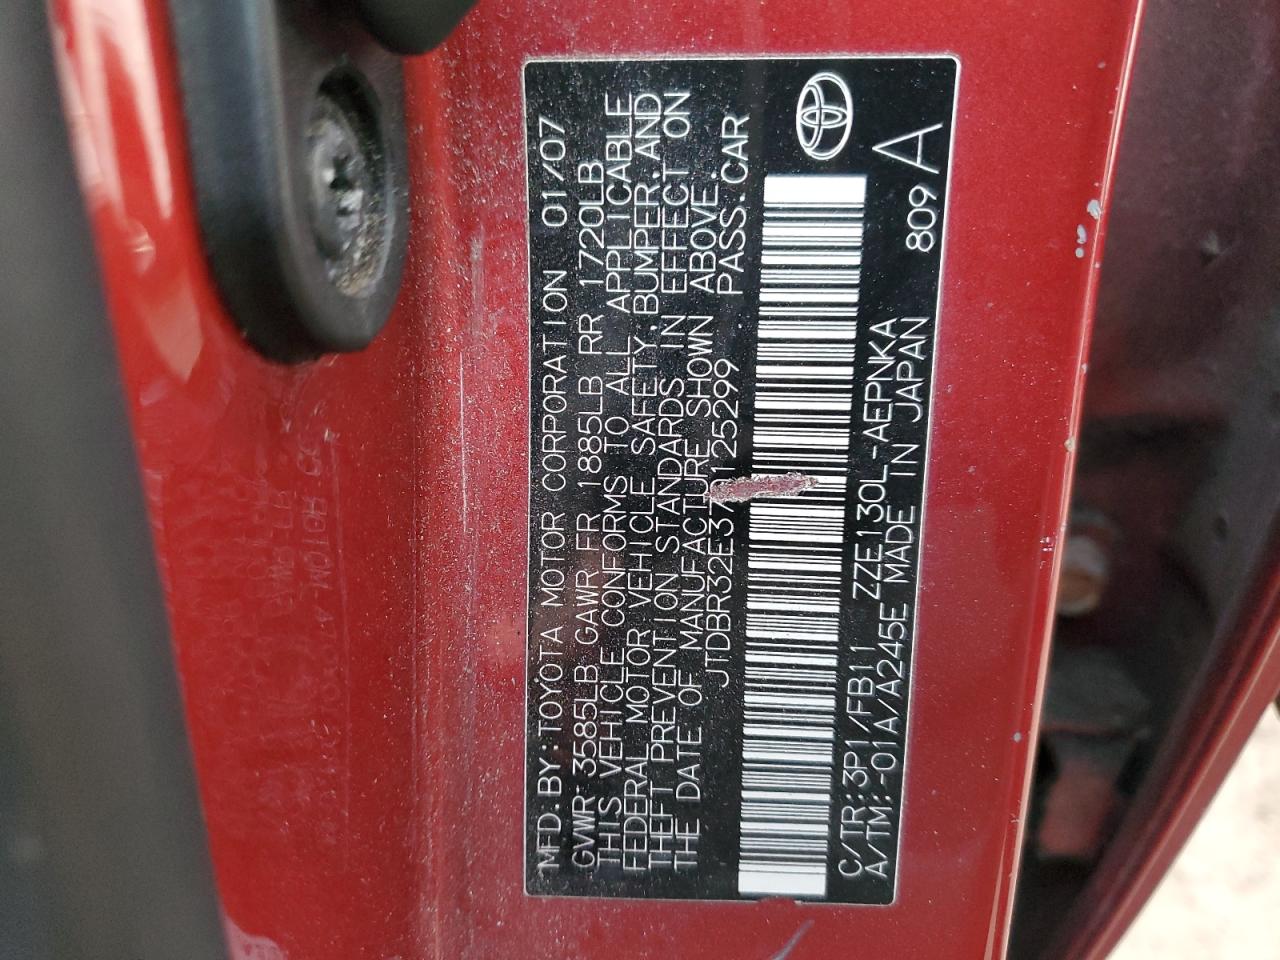 MFD. BY: TOYOTA MOTOR CORPORATION 01/07
GVWR 3585LB GAWR FR 1885LB RR 1720LB
THIS VEHICLE CONFORMS TO ALL APPLICABLE
FEDERAL MOTOR VEHICLE SAFETY, BUMPER, AND
THEFT PREVENTION STANDARDS IN EFFECT ON
THE DATE OF MANUFACTURE SHOWN ABOVE.
JTDBR32E370125299 PASS. CAR
C/TR: 3P1/FB11 ZZE130L-AEPNKA
A/TM: -01A/A245E MADE IN JAPAN 809 A